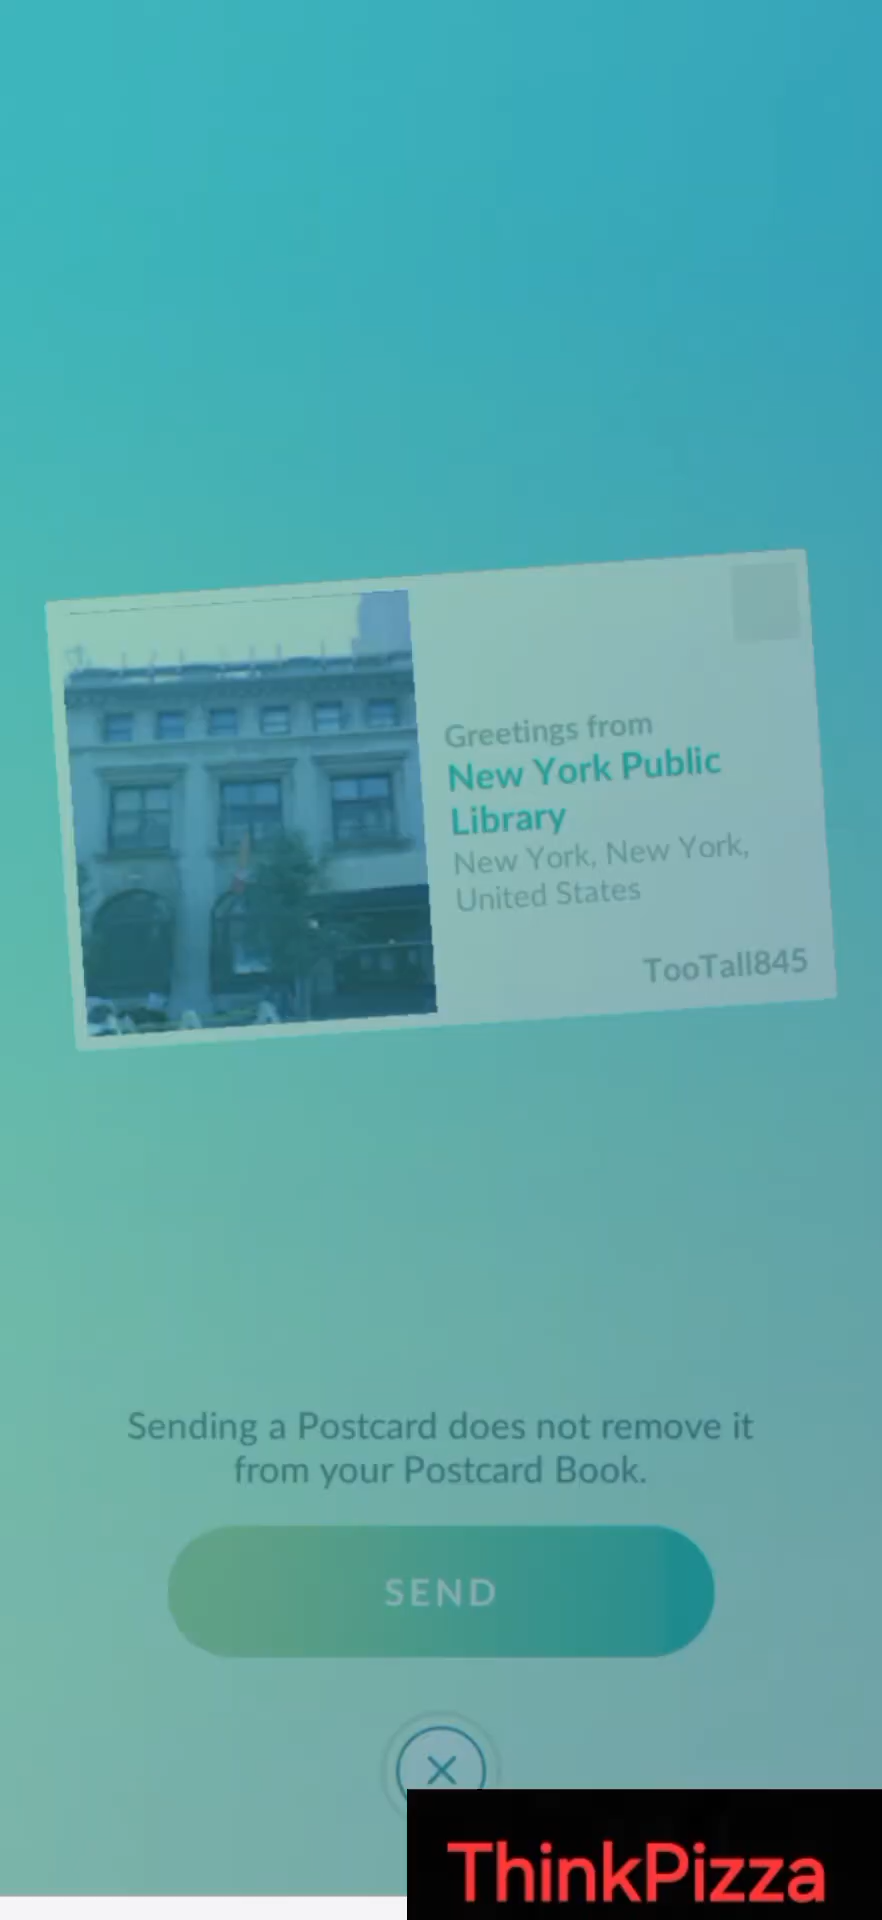 Greetings from
New York Public
Library
New York, New York,
United States
TooTall845
Sending a Postcard does not remove it
from your Postcard Book.
SEND
ThinkPizza